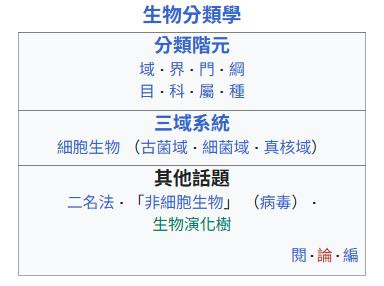 生物分類學
分類階元
域 · 界 · 門 · 綱
目 · 科 · 屬 · 種
三域系統
細胞生物 （古菌域 · 細菌域 · 真核域）
其他話題
二名法 · 「非細胞生物」 （病毒） ·
生物演化樹
閱 · 論 · 編